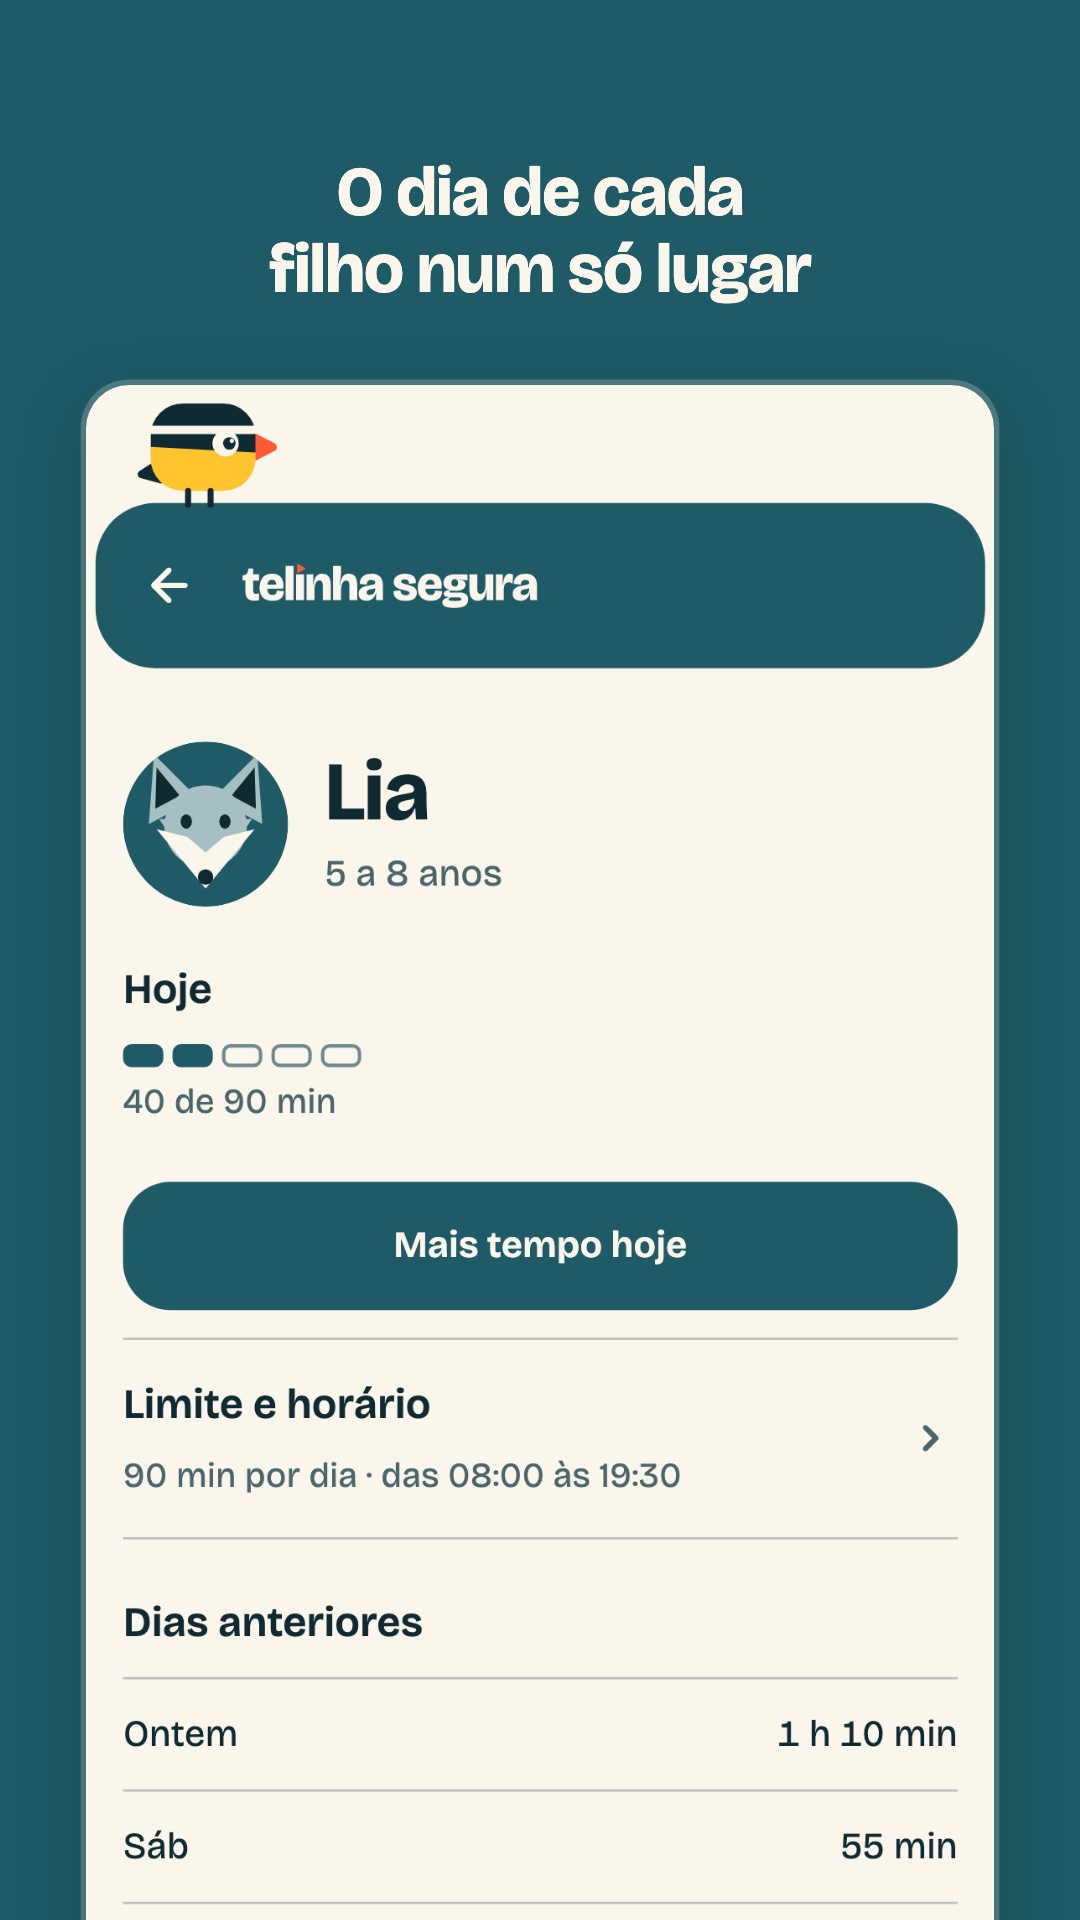 O dia de cada
filho num só lugar
telinha segura
Lia
5 a 8 anos
Hoje
40 de 90 min
Mais tempo hoje
Limite e horário
90 min por dia · das 08:00 às 19:30
Dias anteriores
Ontem 1 h 10 min
Sáb 55 min